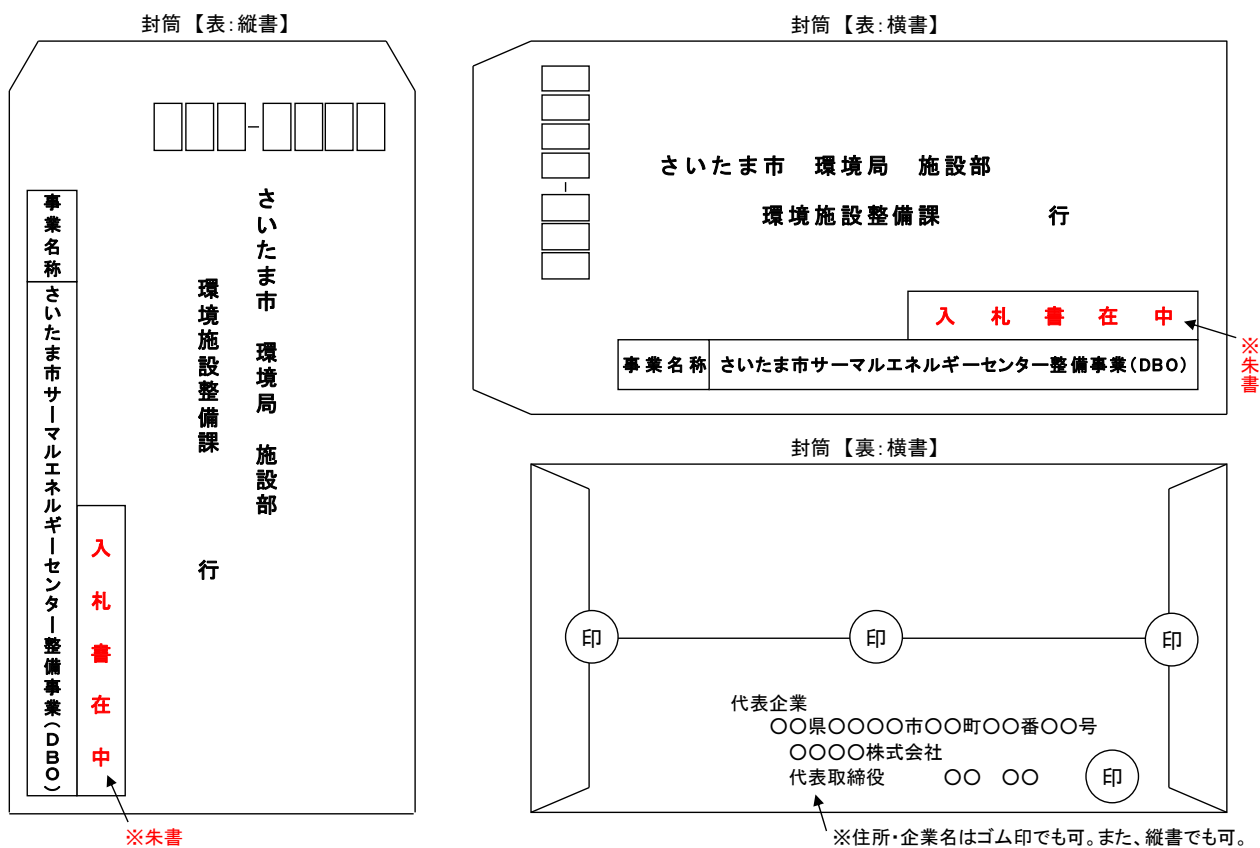 封筒【表:縦書】
さいたま市 環境局 施設部
環境施設整備課 行
事業名称 さいたま市サーマルエネルギーセンター整備事業(DBO)
入札書在中
※朱書
封筒【表:横書】
さいたま市 環境局 施設部
環境施設整備課 行
入札書在中
※朱書
事業名称 さいたま市サーマルエネルギーセンター整備事業(DBO)
封筒【裏:横書】
印 印 印
代表企業
〇〇県〇〇〇〇市〇〇町〇〇番〇〇号
〇〇〇〇株式会社
代表取締役 〇〇 〇〇 印
※住所・企業名はゴム印でも可。また、縦書でも可。